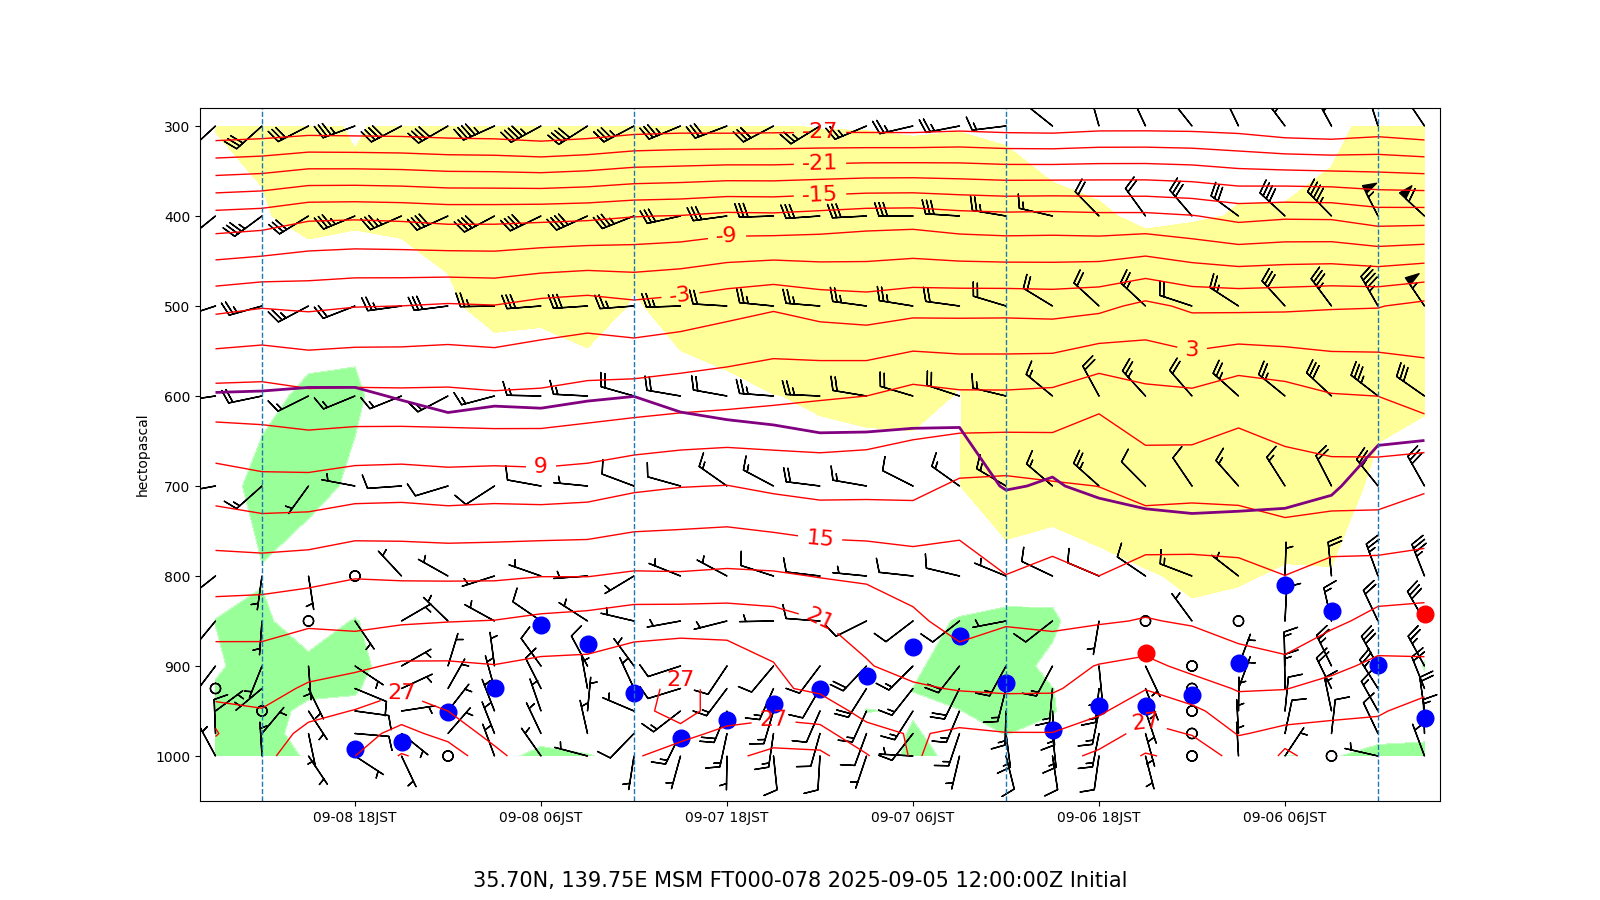 300
-27
-21
-15
400
-9
-3
500
3
600
9
700
15
800
21
900
27
27
27
27
1000
hectopascal
09-08 18JST
09-08 06JST
09-07 18JST
09-07 06JST
09-06 18JST
09-06 06JST
35.70N, 139.75E MSM FT000-078 2025-09-05 12:00:00Z Initial